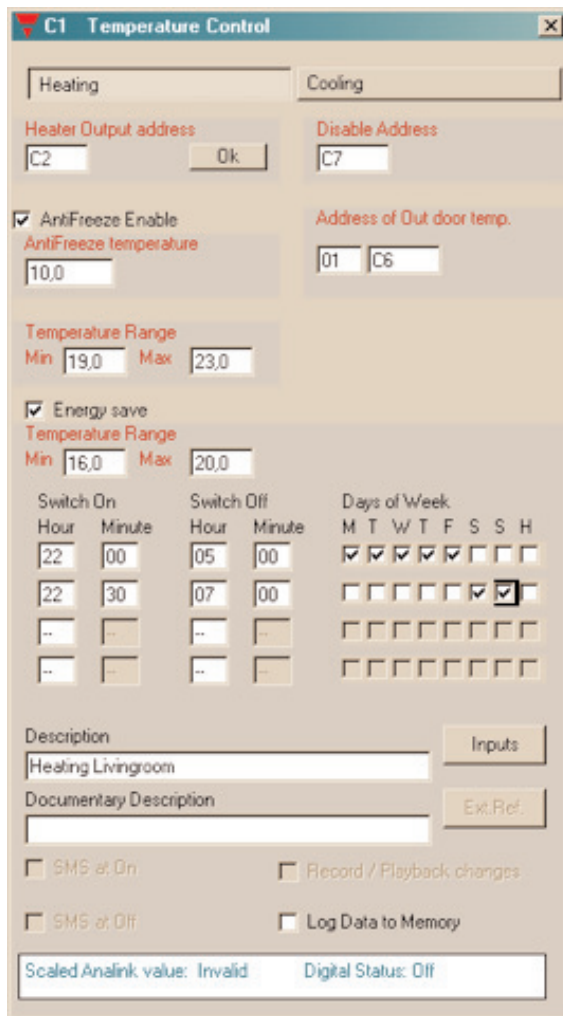 C1 Temperature Control
Heating Cooling
Heater Output address Disable Address
C2 Ok C7
AntiFreeze Enable Address of Out door temp.
AntiFreeze temperature
10,0 01 C6
Temperature Range
Min 19,0 Max 23,0
Energy save
Temperature Range
Min 16,0 Max 20,0
Switch On Switch Off Days of Week
Hour Minute Hour Minute M T W T F S S H
22 00 05 00
22 30 07 00
-- -- -- --
-- -- -- --
Description
Inputs
Heating Livingroom
Documentary Description
Ext.Ref.
SMS at On Record / Playback changes
SMS at Off Log Data to Memory
Scaled Analink value: Invalid Digital Status: Off